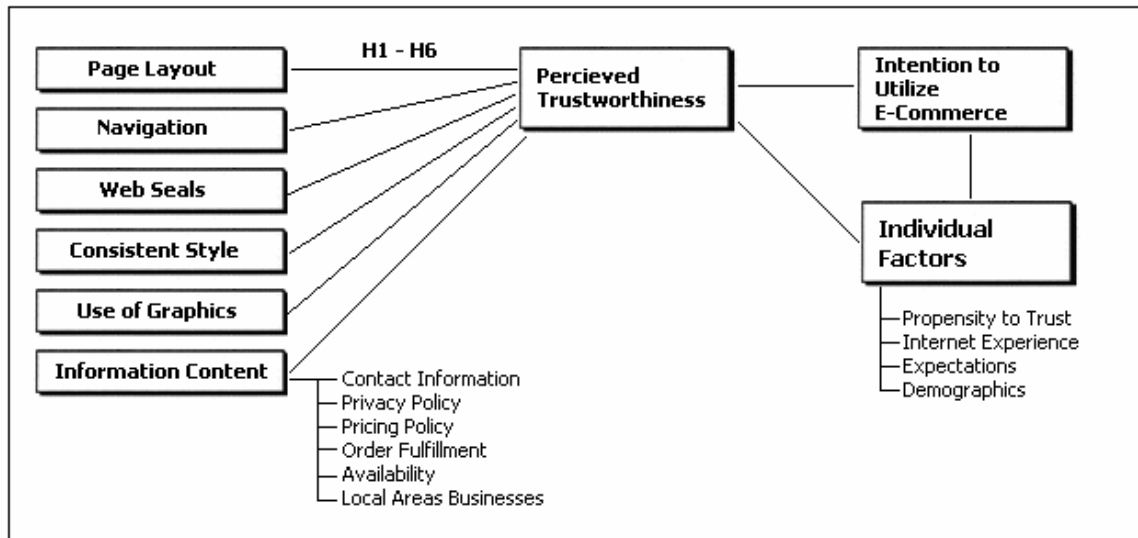 H1 - H6
Page Layout
Navigation
Web Seals
Consistent Style
Use of Graphics
Information Content
Contact Information
Privacy Policy
Pricing Policy
Order Fulfillment
Availability
Local Areas Businesses
Percieved
Trustworthiness
Intention to
Utilize
E-Commerce
Individual
Factors
Propensity to Trust
Internet Experience
Expectations
Demographics